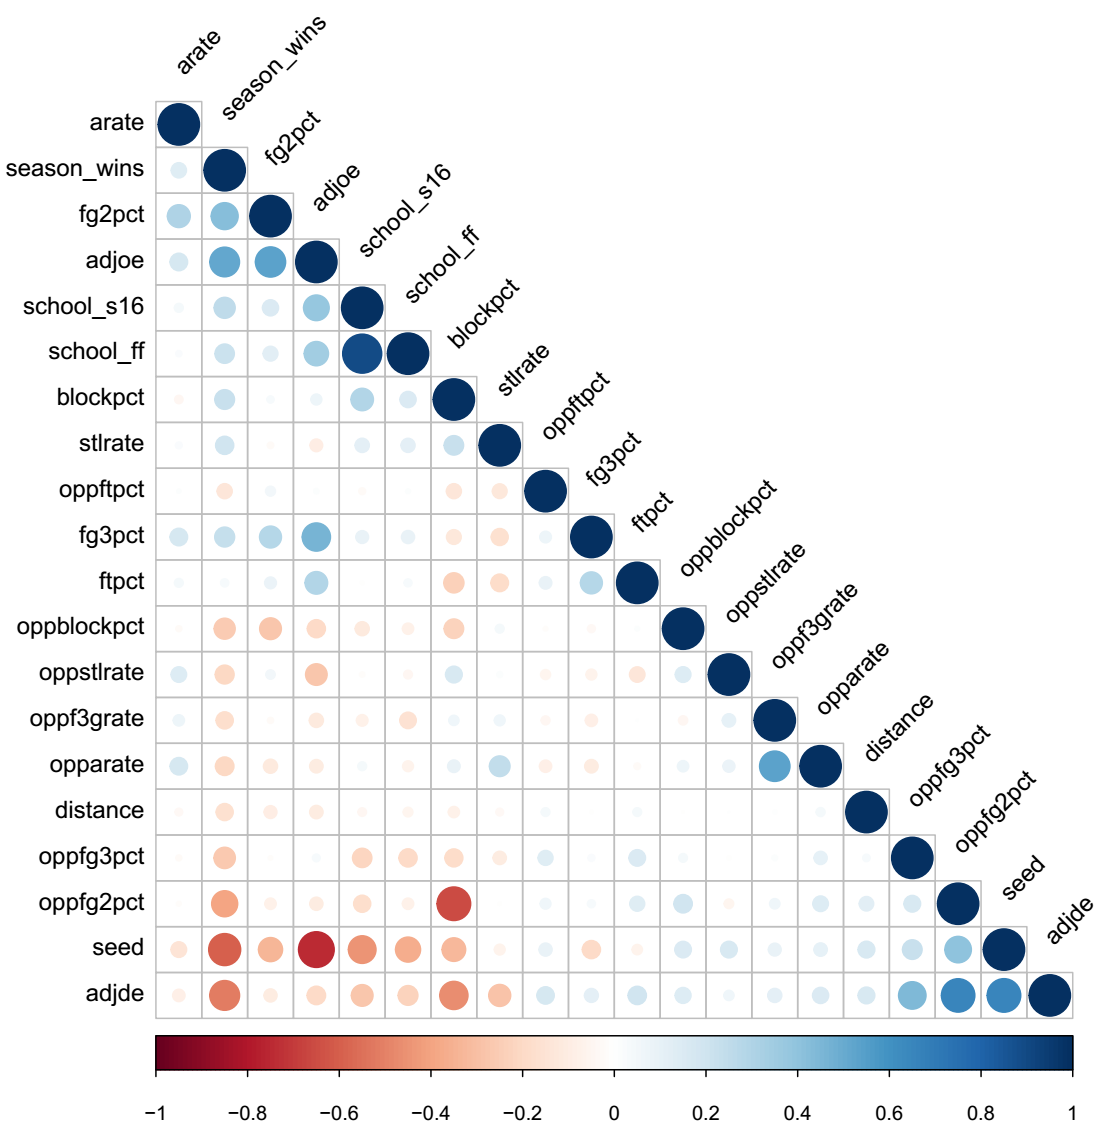 arate
season_wins
fg2pct
adjoe
school_s16
school_ff
blockpct
stlrate
oppftpct
fg3pct
ftpct
oppblockpct
oppstlrate
oppf3grate
opparate
distance
oppfg3pct
oppfg2pct
seed
adjde
arate
season_wins
fg2pct
adjoe
school_s16
school_ff
blockpct
stlrate
oppftpct
fg3pct
ftpct
oppblockpct
oppstlrate
oppf3grate
opparate
distance
oppfg3pct
oppfg2pct
seed
adjde
−1 −0.8 −0.6 −0.4 −0.2 0 0.2 0.4 0.6 0.8 1